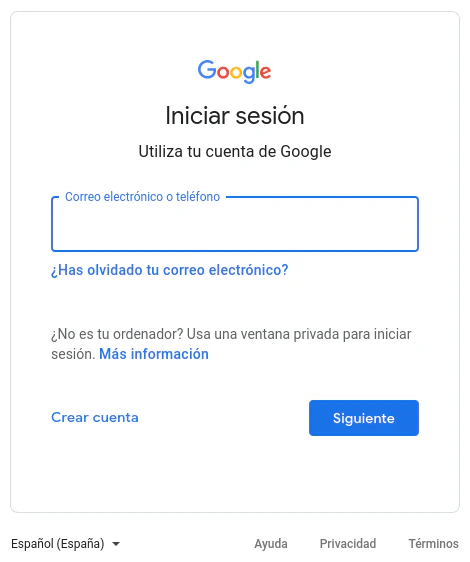 Google
Iniciar sesión
Utiliza tu cuenta de Google
Correo electrónico o teléfono
¿Has olvidado tu correo electrónico?
¿No es tu ordenador? Usa una ventana privada para iniciar
sesión. Más información
Crear cuenta
Siguiente
Español (España)
Ayuda
Privacidad
Términos